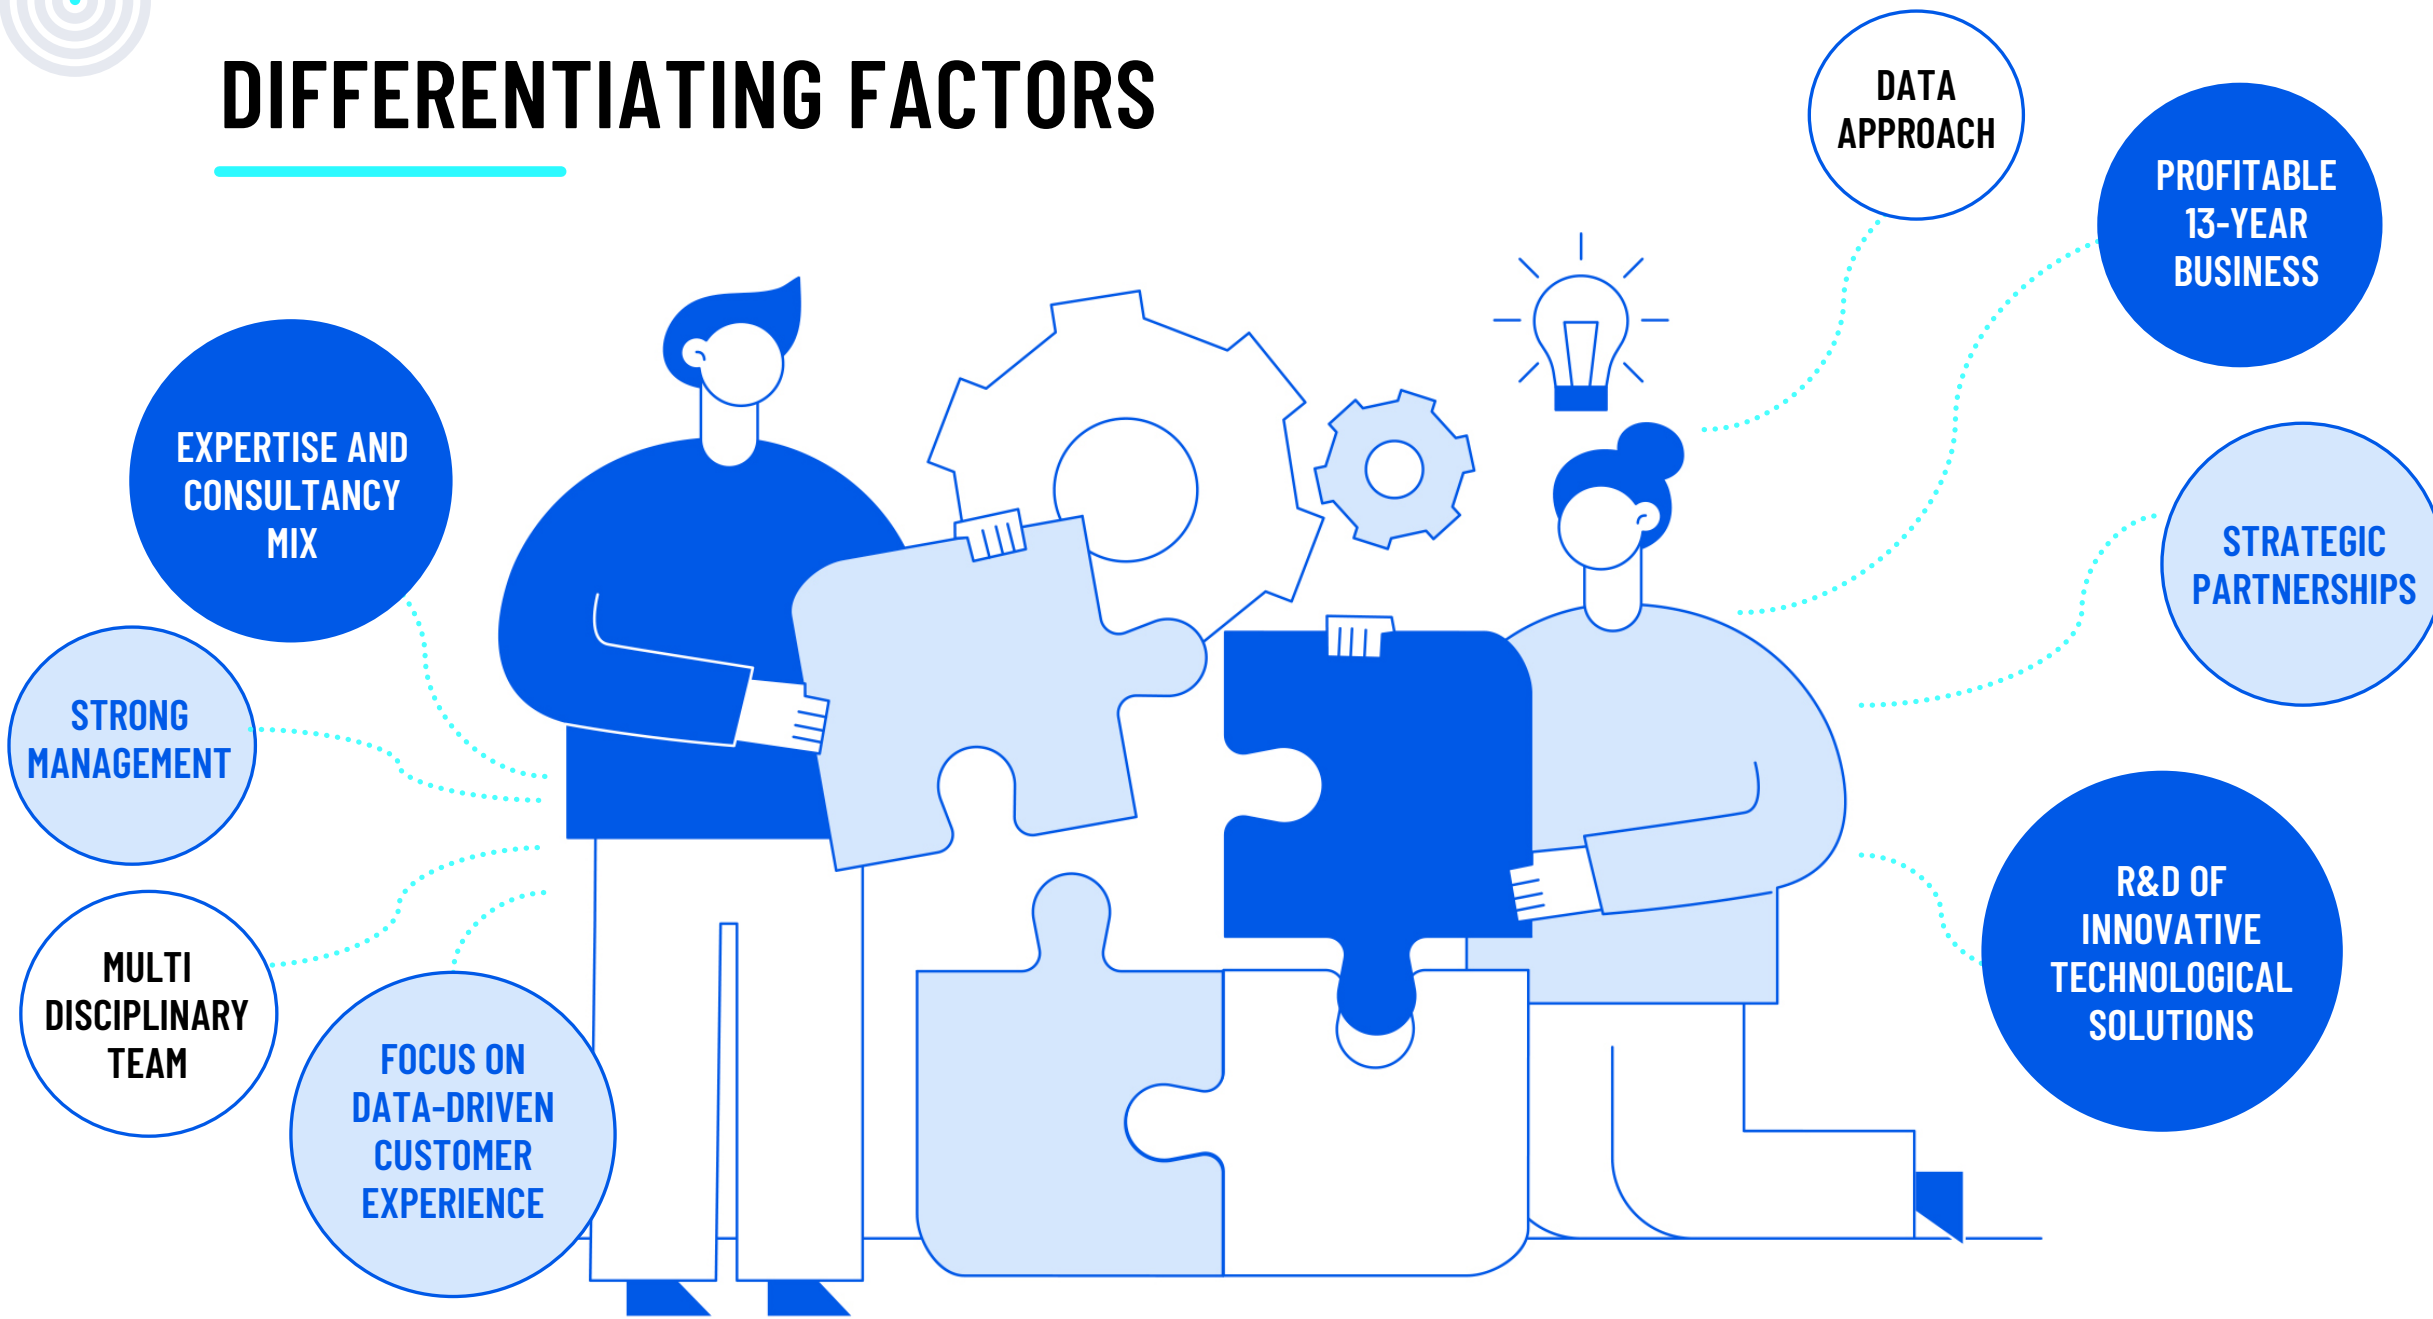 DIFFERENTIATING FACTORS
DATA
APPROACH
PROFITABLE
13-YEAR
BUSINESS
EXPERTISE AND
CONSULTANCY
MIX
STRATEGIC
PARTNERSHIPS
STRONG
MANAGEMENT
R&D OF
INNOVATIVE
TECHNOLOGICAL
SOLUTIONS
MULTI
DISCIPLINARY
TEAM
FOCUS ON
DATA-DRIVEN
CUSTOMER
EXPERIENCE